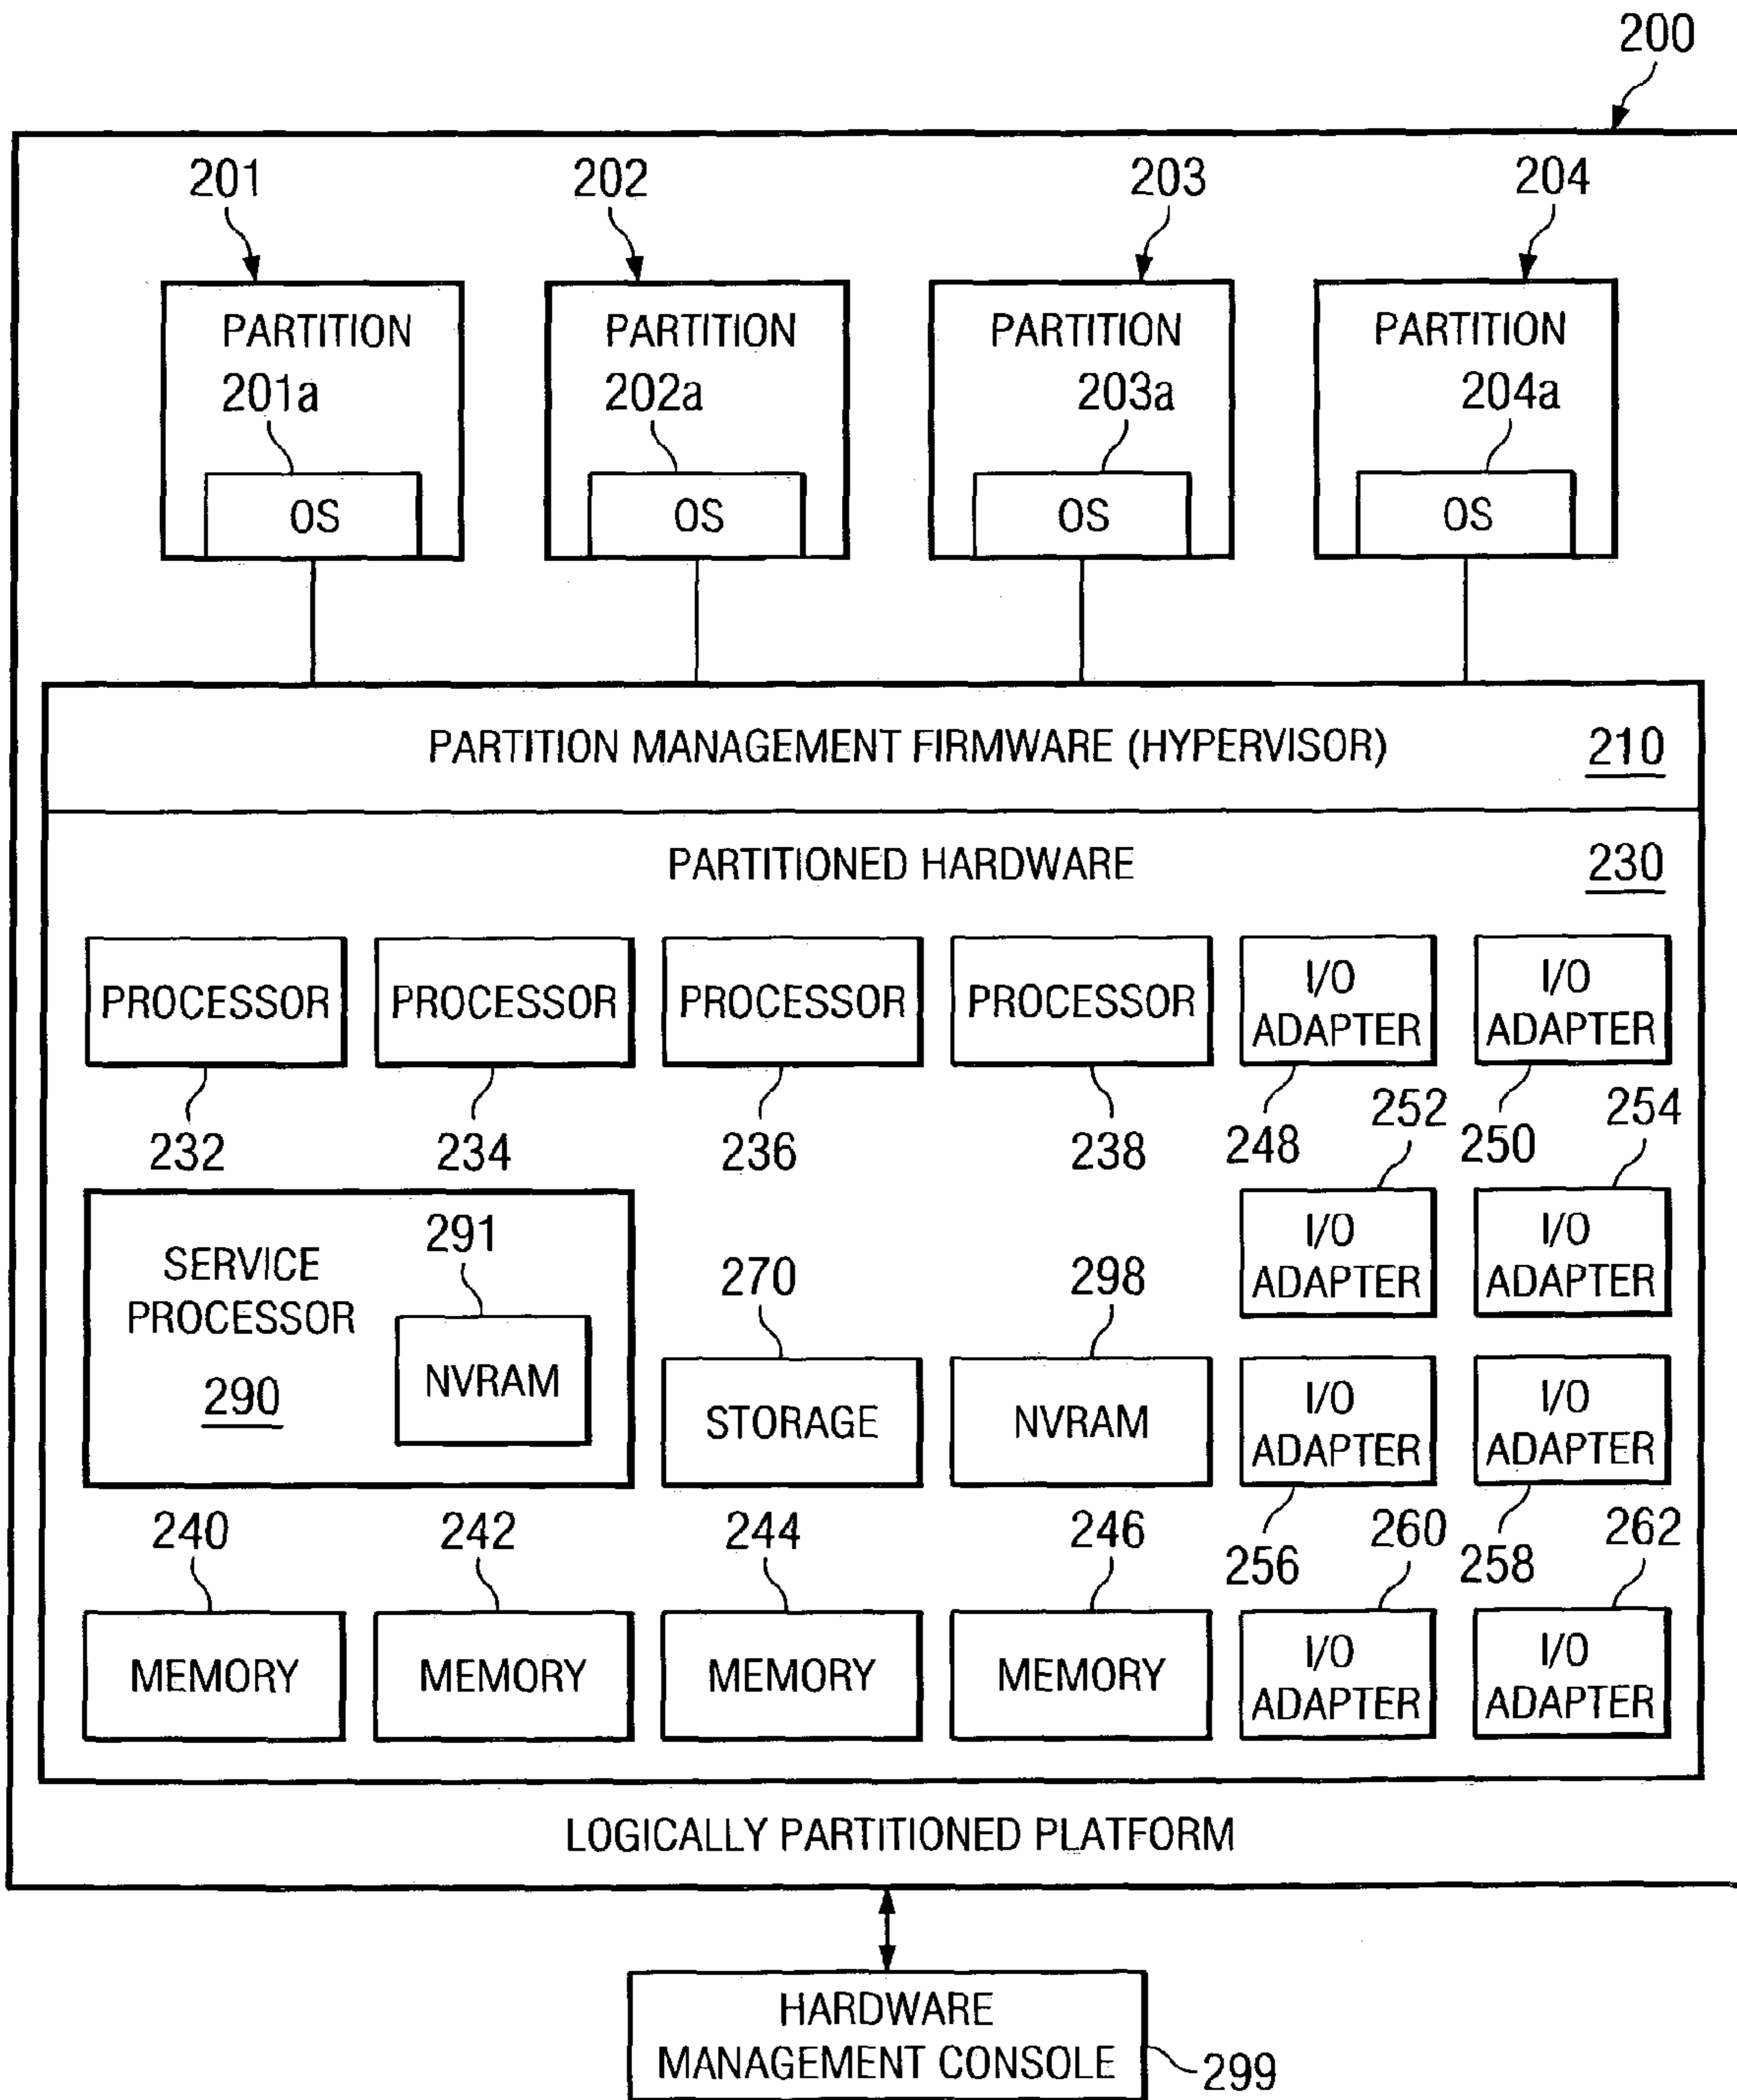 200
201 202 203 204
PARTITION PARTITION PARTITION PARTITION
201a 202a 203a 204a
OS OS OS OS
PARTITION MANAGEMENT FIRMWARE (HYPERVISOR) 210
PARTITIONED HARDWARE 230
PROCESSOR PROCESSOR PROCESSOR PROCESSOR I/O ADAPTER I/O ADAPTER
232 234 236 238 248 252 250 254
SERVICE PROCESSOR 290
291
NVRAM
270 298
STORAGE NVRAM
I/O ADAPTER I/O ADAPTER
I/O ADAPTER I/O ADAPTER
240 242 244 246 256 260 258 262
MEMORY MEMORY MEMORY MEMORY I/O ADAPTER I/O ADAPTER
LOGICALLY PARTITIONED PLATFORM
HARDWARE
MANAGEMENT CONSOLE 299